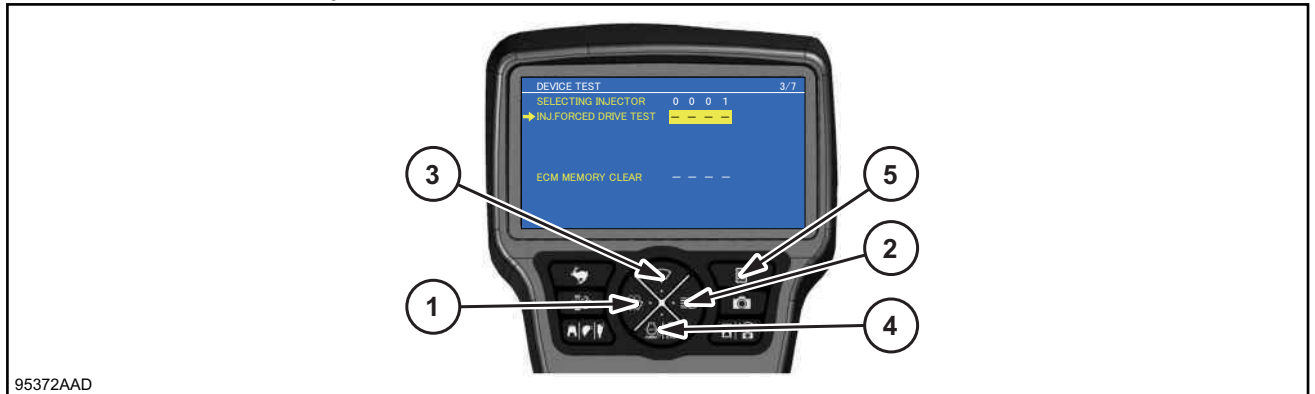 DEVICE TEST 3/7
SELECTING INJECTOR 0 0 0 1
INJ.FORCED DRIVE TEST – – – –
ECM MEMORY CLEAR – – – –
3
5
2
1
4
95372AAD